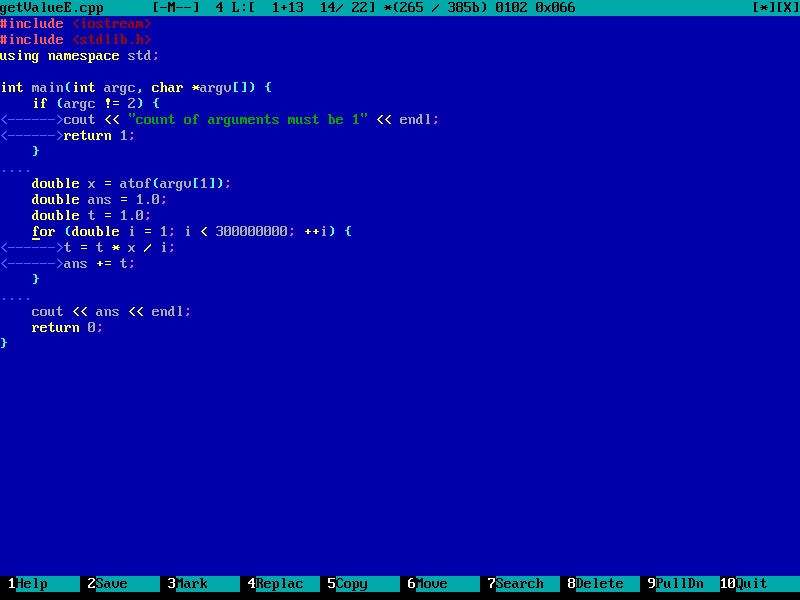 getValueE.cpp [-M--] 4 L:[ 1+13 14/ 22] *(265 / 385b) 0102 0x066 [*][X]
#include <iostream>
#include <stdlib.h>
using namespace std;
int main(int argc, char *argv[]) {
    if (argc != 2) {
<------>cout << "count of arguments must be 1" << endl;
<------>return 1;
    }
....
    double x = atof(argv[1]);
    double ans = 1.0;
    double t = 1.0;
    for (double i = 1; i < 300000000; ++i) {
<------>t = t * x / i;
<------>ans += t;
    }
....
    cout << ans << endl;
    return 0;
}
1Help 2Save 3Mark 4Replac 5Copy 6Move 7Search 8Delete 9PullDn 10Quit